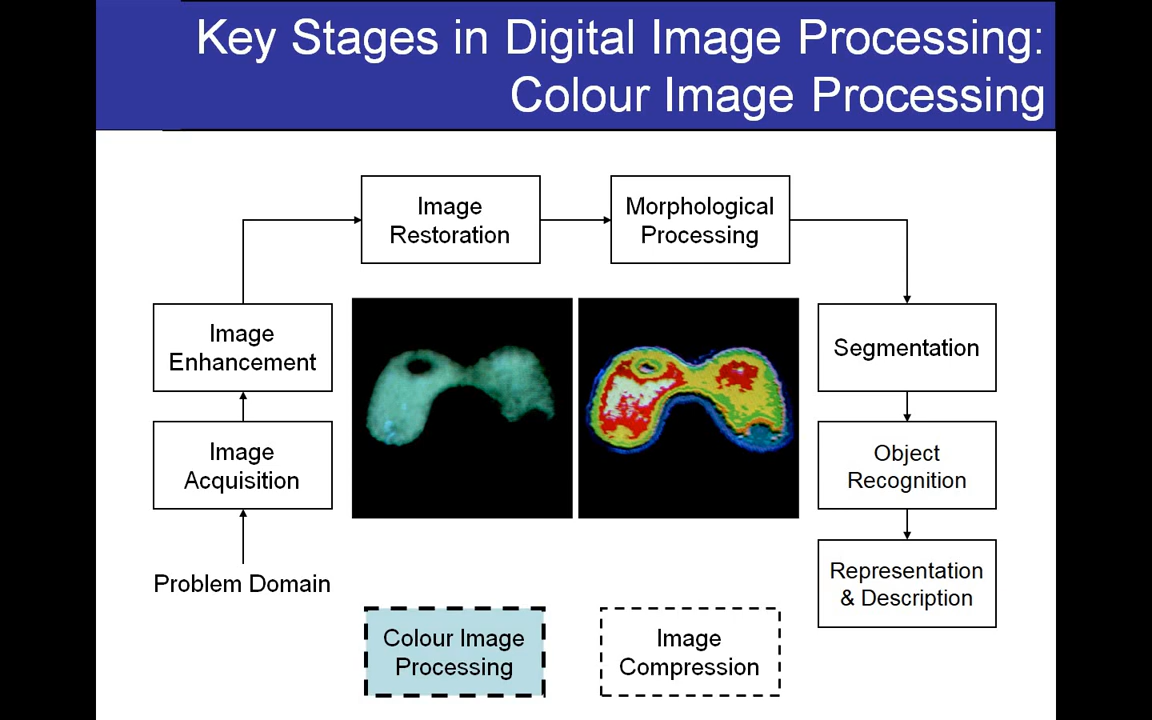 Key Stages in Digital Image Processing:
Colour Image Processing
Image
Restoration
Morphological
Processing
Image
Enhancement
Segmentation
Image
Acquisition
Object
Recognition
Problem Domain
Representation
& Description
Colour Image
Processing
Image
Compression